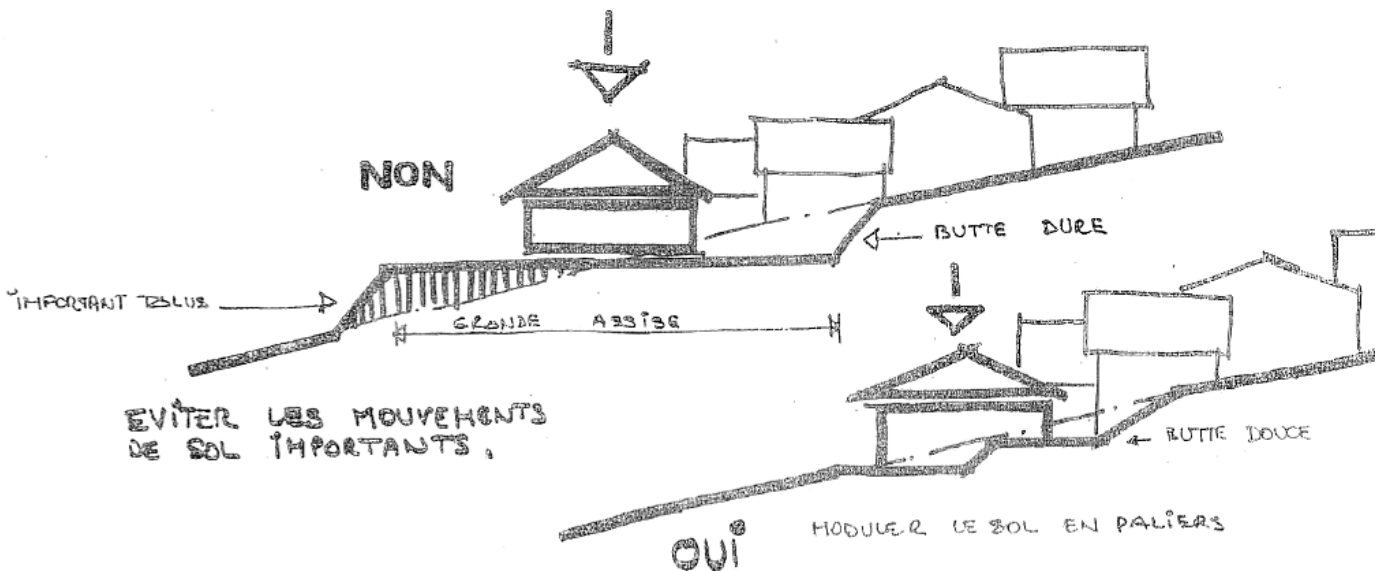 NON
BUTTE DURE
IMPORTANT TALUS
GRANDE ASSISE
EVITER LES MOUVEMENTS
DE SOL IMPORTANTS.
BUTTE DOUCE
MODULER LE SOL EN PALIERS
OUI